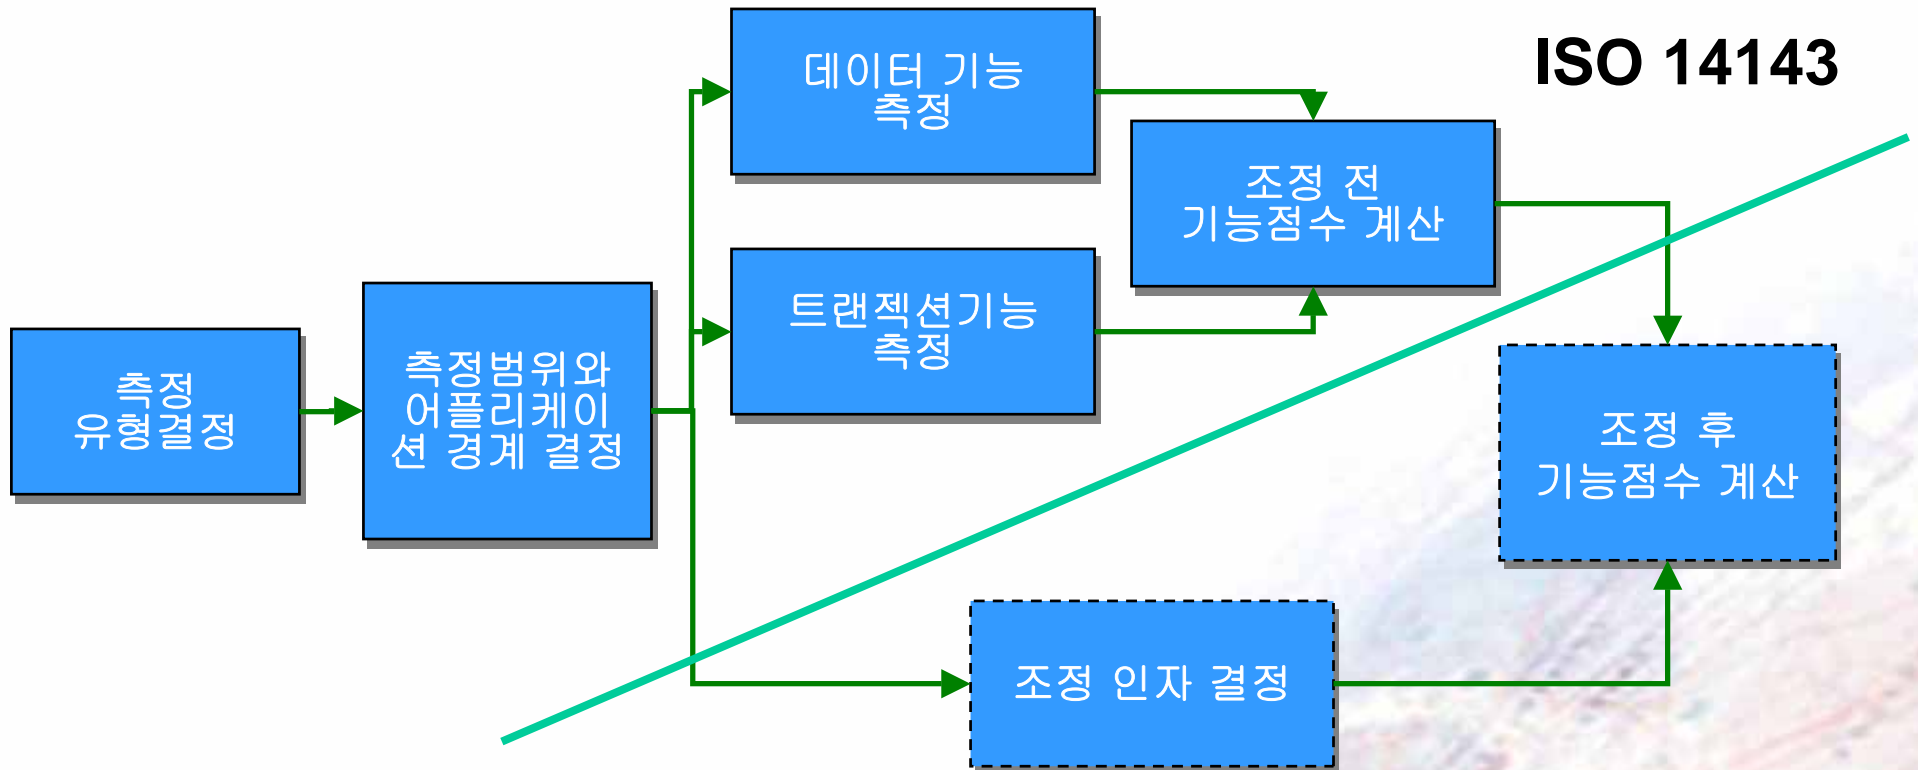 ISO 14143
데이터 기능
측정
조정 전
기능점수 계산
트랜젝션기능
측정
측정범위와
어플리케이
션 경계 결정
측정
유형결정
조정 후
기능점수 계산
조정 인자 결정